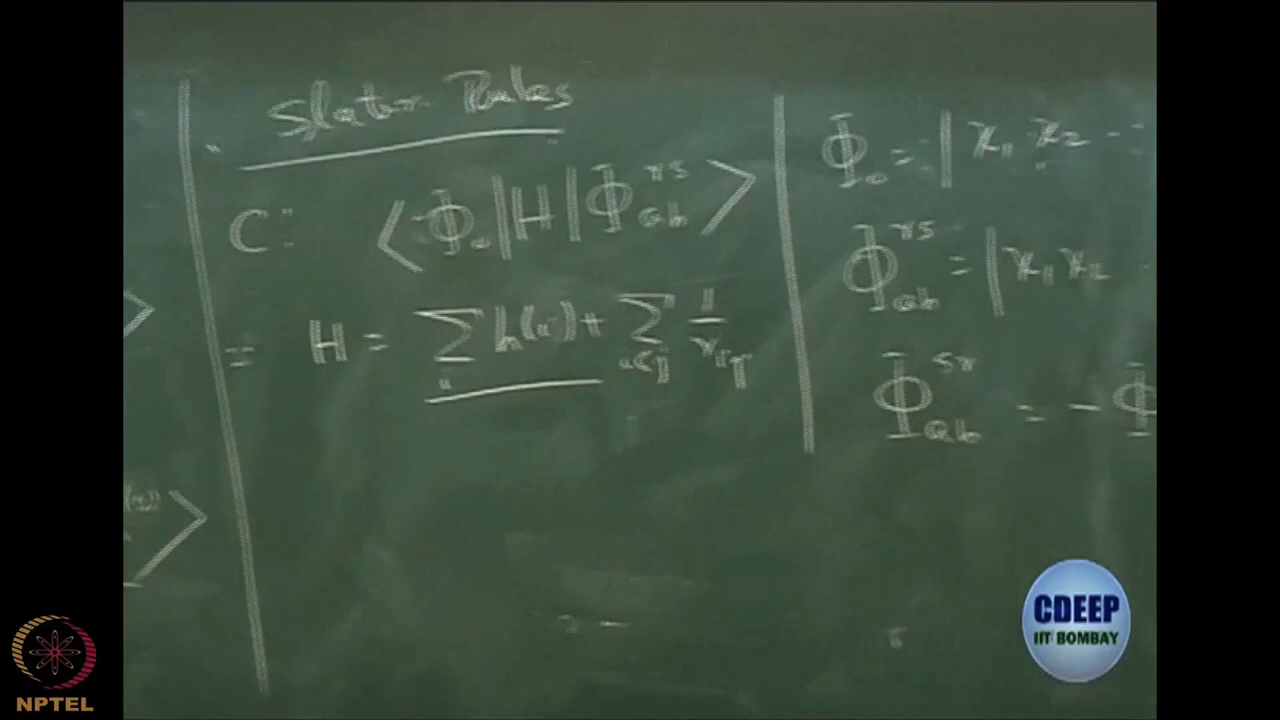 Slater Rules
C: ⟨Φ₀|H|Φ_ab^rs⟩
= H = Σ_i h(i) + Σ_i<j 1/r_ij
Φ₀ = |χ₁ χ₂ --
Φ_ab^rs = |χ₁ χ₂ -
Φ_ab^sr = - Φ
CDEEP
IIT BOMBAY
NPTEL